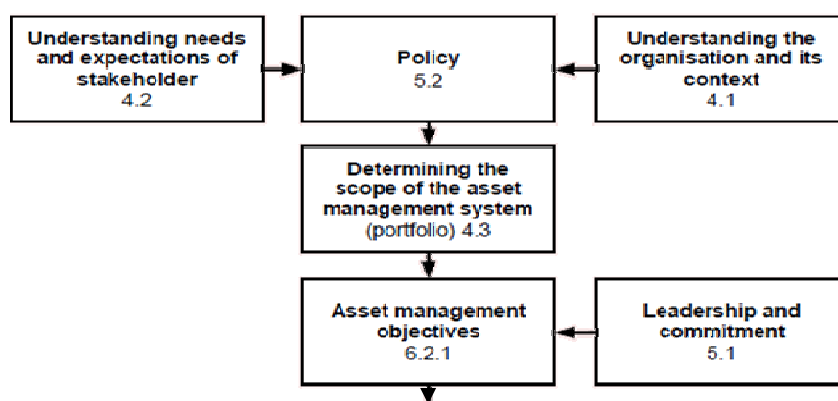 Understanding needs
and expectations of
stakeholder
4.2
Policy
5.2
Understanding the
organisation and its
context
4.1
Determining the
scope of the asset
management system
(portfolio) 4.3
Asset management
objectives
6.2.1
Leadership and
commitment
5.1